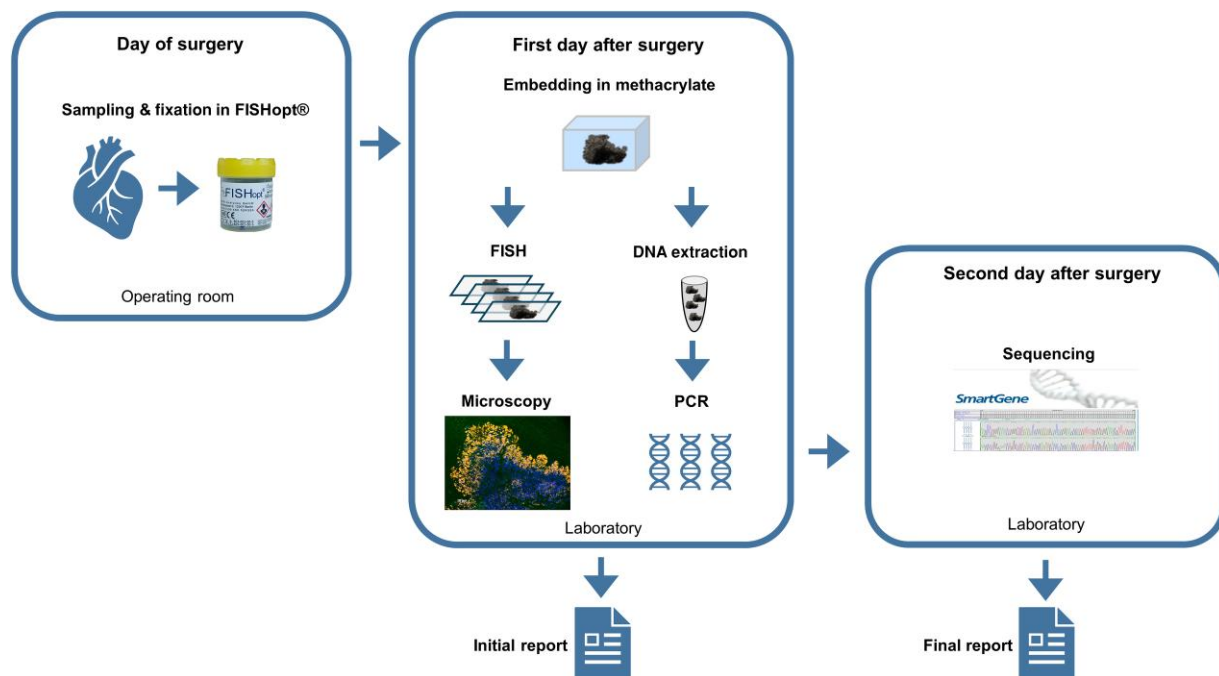 Day of surgery
Sampling & fixation in FISHopt®
FISHopt®
Operating room
First day after surgery
Embedding in methacrylate
FISH
DNA extraction
Microscopy
PCR
Laboratory
Initial report
Second day after surgery
Sequencing
SmartGene
Laboratory
Final report